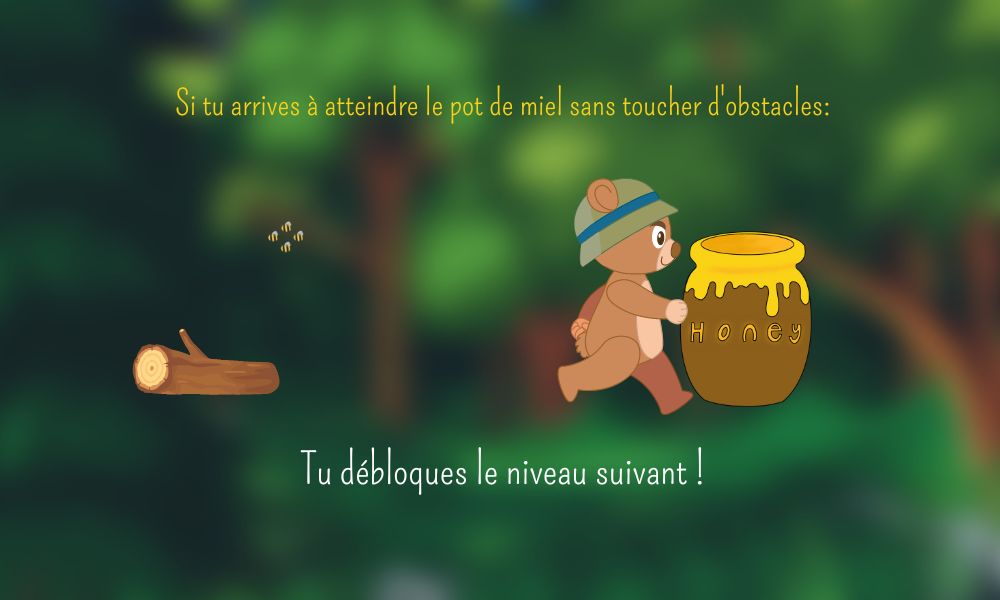 Si tu arrives à atteindre le pot de miel sans toucher d'obstacles:
Honey
Tu débloques le niveau suivant !